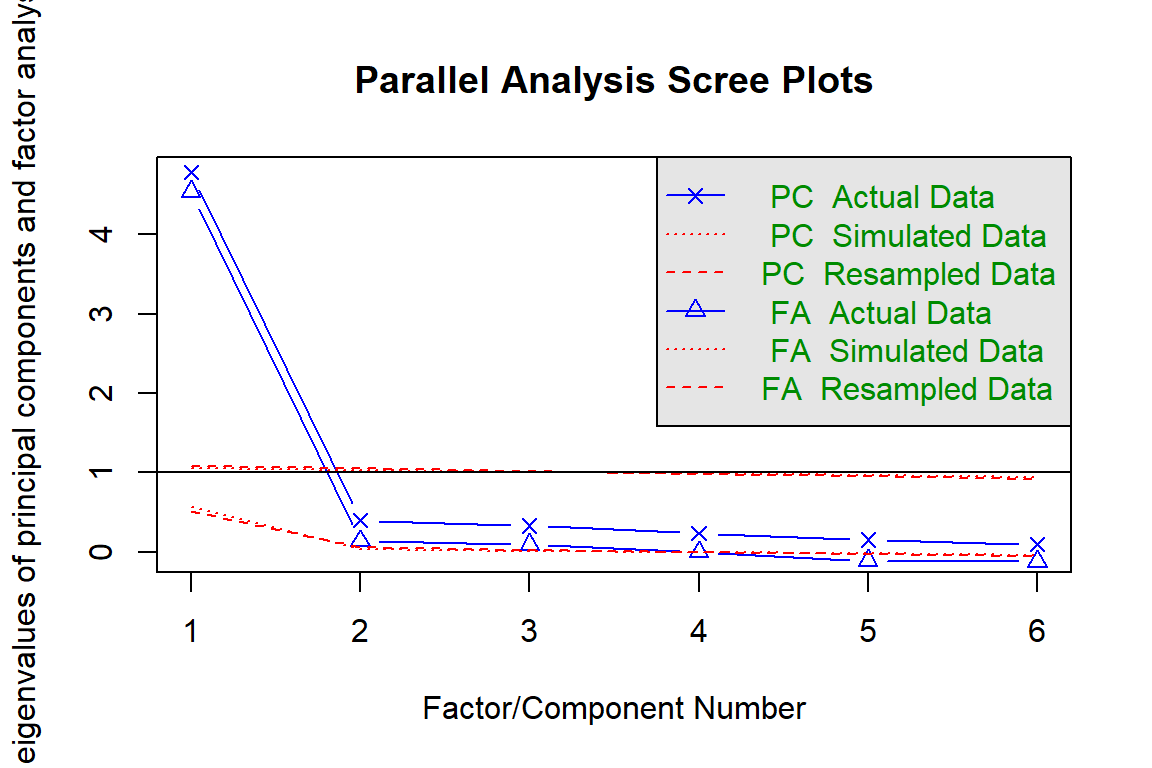 Parallel Analysis Scree Plots
eigenvalues of principal components and factor analys
4
3
2
1
0
PC Actual Data
PC Simulated Data
PC Resampled Data
FA Actual Data
FA Simulated Data
FA Resampled Data
1 2 3 4 5 6
Factor/Component Number